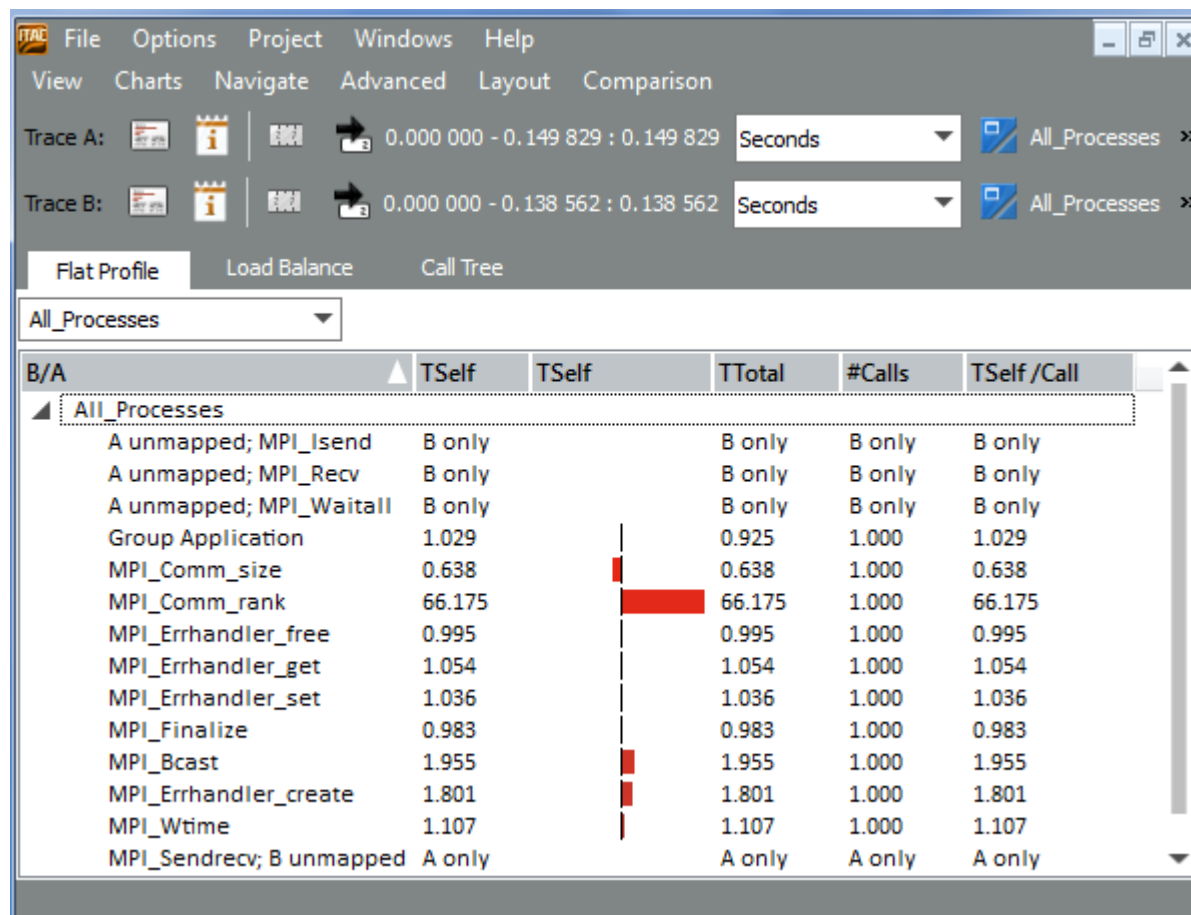 ITAC File Options Project Windows Help
View Charts Navigate Advanced Layout Comparison
Trace A: 0.000 000 - 0.149 829 : 0.149 829 Seconds All_Processes »
Trace B: 0.000 000 - 0.138 562 : 0.138 562 Seconds All_Processes »
Flat Profile Load Balance Call Tree
All_Processes
B/A TSelf TSelf TTotal #Calls TSelf /Call
All_Processes
A unmapped; MPI_Isend B only B only B only B only
A unmapped; MPI_Recv B only B only B only B only
A unmapped; MPI_Waitall B only B only B only B only
Group Application 1.029 0.925 1.000 1.029
MPI_Comm_size 0.638 0.638 1.000 0.638
MPI_Comm_rank 66.175 66.175 1.000 66.175
MPI_Errhandler_free 0.995 0.995 1.000 0.995
MPI_Errhandler_get 1.054 1.054 1.000 1.054
MPI_Errhandler_set 1.036 1.036 1.000 1.036
MPI_Finalize 0.983 0.983 1.000 0.983
MPI_Bcast 1.955 1.955 1.000 1.955
MPI_Errhandler_create 1.801 1.801 1.000 1.801
MPI_Wtime 1.107 1.107 1.000 1.107
MPI_Sendrecv; B unmapped A only A only A only A only